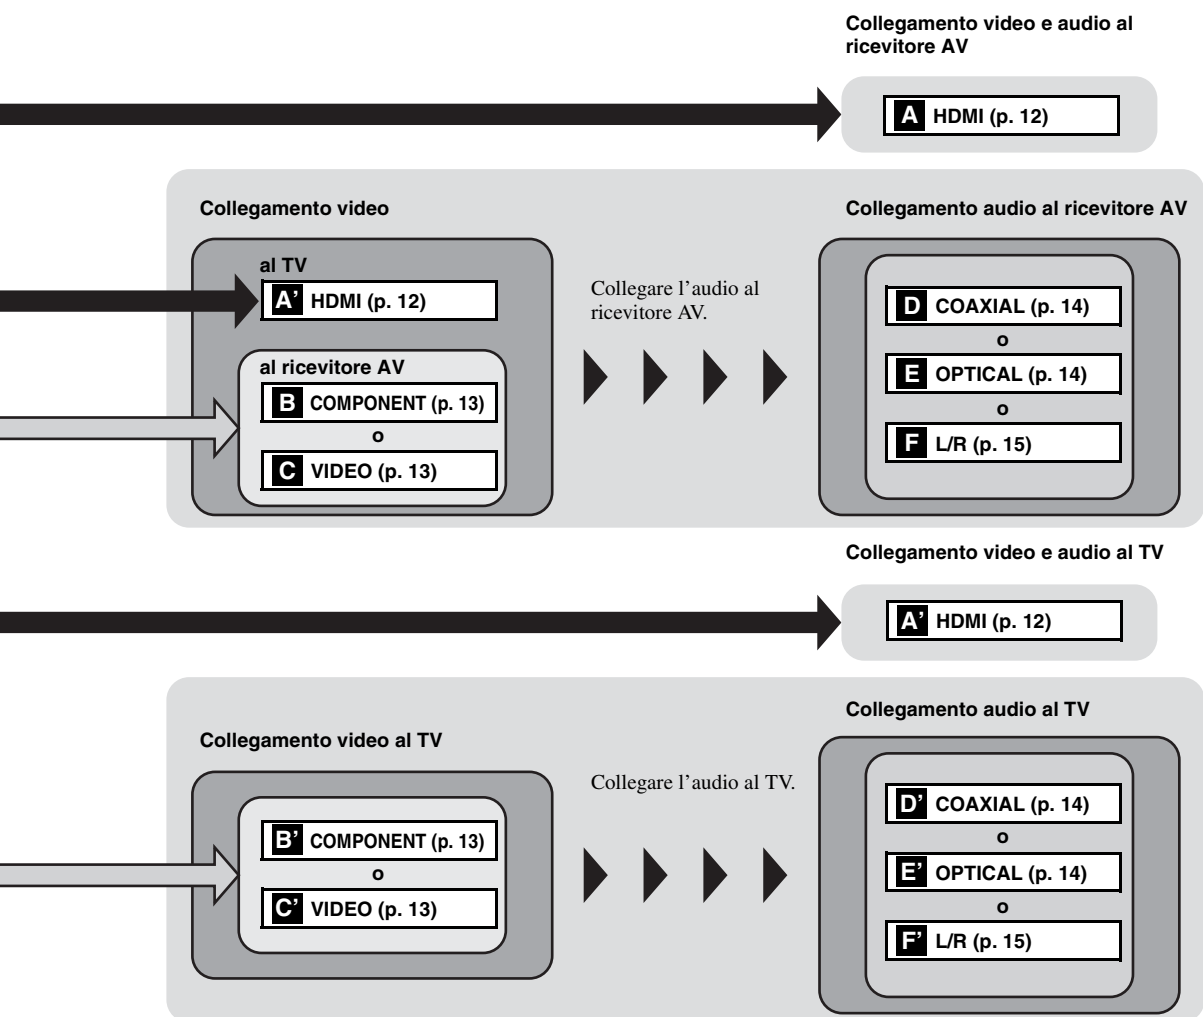 Collegamento video e audio al
ricevitore AV
A HDMI (p. 12)
Collegamento video
al TV
A’ HDMI (p. 12)
al ricevitore AV
B COMPONENT (p. 13)
o
C VIDEO (p. 13)
Collegare l’audio al
ricevitore AV.
Collegamento audio al ricevitore AV
D COAXIAL (p. 14)
o
E OPTICAL (p. 14)
o
F L/R (p. 15)
Collegamento video e audio al TV
A’ HDMI (p. 12)
Collegamento video al TV
B’ COMPONENT (p. 13)
o
C’ VIDEO (p. 13)
Collegare l’audio al TV.
Collegamento audio al TV
D’ COAXIAL (p. 14)
o
E’ OPTICAL (p. 14)
o
F’ L/R (p. 15)